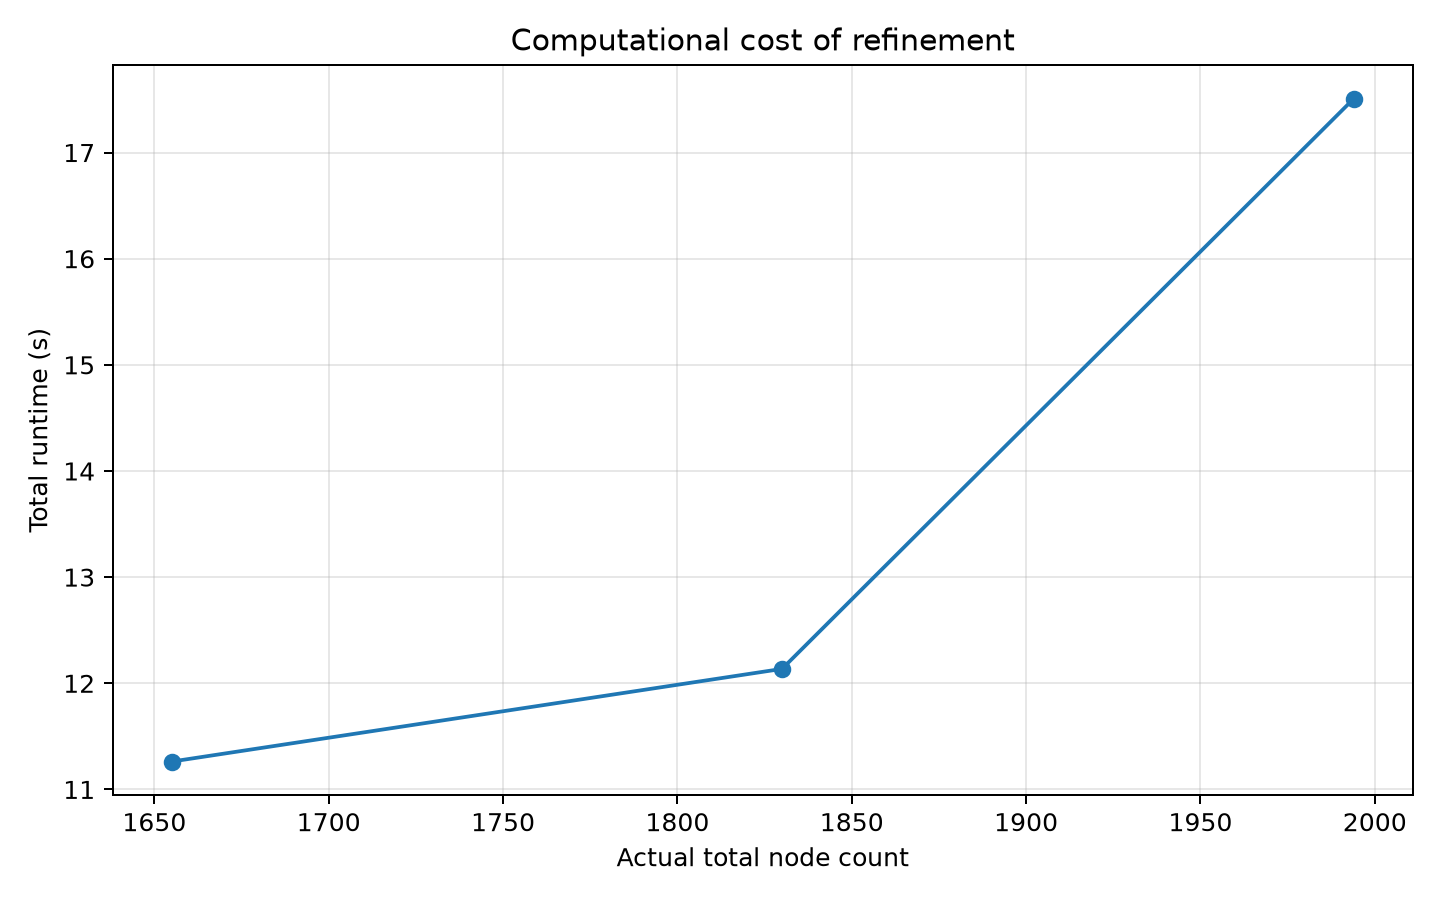 Computational cost of refinement
17
16
15
14
13
12
11
Total runtime (s)
1650 1700 1750 1800 1850 1900 1950 2000
Actual total node count